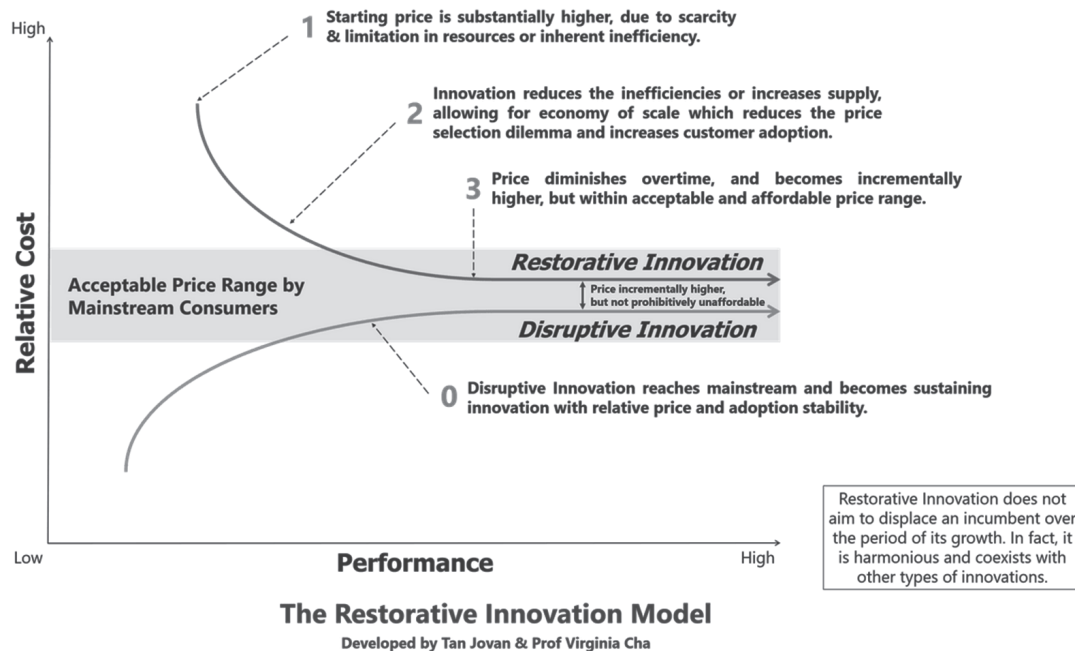 High
1
Starting price is substantially higher, due to scarcity
& limitation in resources or inherent inefficiency.
2
Innovation reduces the inefficiencies or increases supply,
allowing for economy of scale which reduces the price
selection dilemma and increases customer adoption.
3
Price diminishes overtime, and becomes incrementally
higher, but within acceptable and affordable price range.
Relative Cost
Acceptable Price Range by
Mainstream Consumers
Restorative Innovation
Price incrementally higher,
but not prohibitively unaffordable
Disruptive Innovation
0
Disruptive Innovation reaches mainstream and becomes sustaining
innovation with relative price and adoption stability.
Restorative Innovation does not
aim to displace an incumbent over
the period of its growth. In fact, it
is harmonious and coexists with
other types of innovations.
Low
Performance
High
The Restorative Innovation Model
Developed by Tan Jovan & Prof Virginia Cha